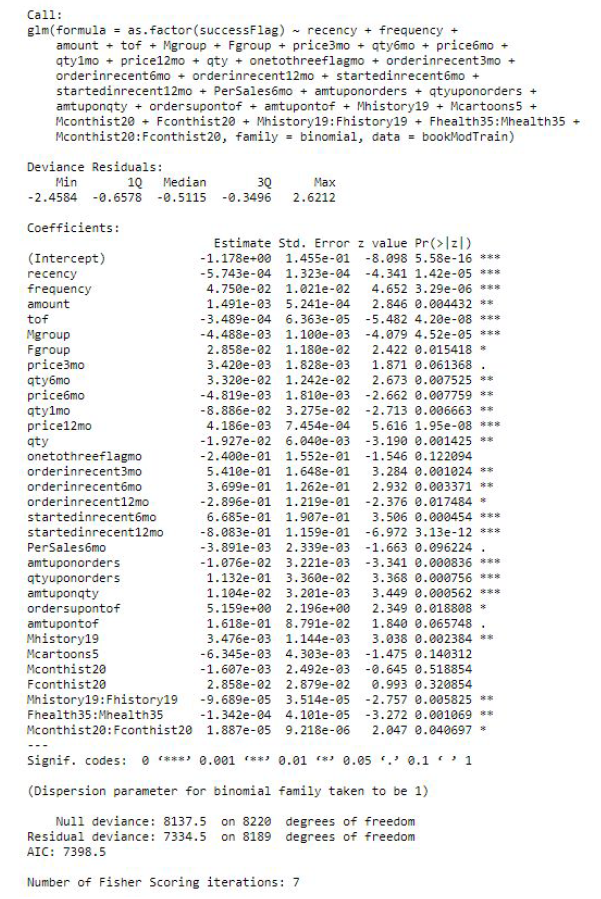 Call:
glm(formula = as.factor(successFlag) ~ recency + frequency +
    amount + tof + Mgroup + Fgroup + price3mo + qty6mo + price6mo +
    qty1mo + price12mo + qty + onetothreeflagmo + orderinrecent3mo +
    orderinrecent6mo + orderinrecent12mo + startedinrecent6mo +
    startedinrecent12mo + PerSales6mo + amtuponorders + qtyuponorders +
    amtuponqty + ordersupontof + amtupontof + Mhistory19 + Mcartoons5 +
    Mconthist20 + Fconthist20 + Mhistory19:Fhistory19 + Fhealth35:Mhealth35 +
    Mconthist20:Fconthist20, family = binomial, data = bookModTrain)
Deviance Residuals:
    Min      1Q  Median      3Q     Max
-2.4584 -0.6578 -0.5115 -0.3496  2.6212
Coefficients:
                          Estimate Std. Error z value Pr(>|z|)
(Intercept)             -1.178e+00  1.455e-01  -8.098 5.58e-16 ***
recency                 -5.743e-04  1.323e-04  -4.341 1.42e-05 ***
frequency                4.750e-02  1.021e-02   4.652 3.29e-06 ***
amount                   1.491e-03  5.241e-04   2.846 0.004432 **
tof                     -3.489e-04  6.363e-05  -5.482 4.20e-08 ***
Mgroup                  -4.488e-03  1.100e-03  -4.079 4.52e-05 ***
Fgroup                   2.858e-02  1.180e-02   2.422 0.015418 *
price3mo                 3.420e-03  1.828e-03   1.871 0.061368 .
qty6mo                   3.320e-02  1.242e-02   2.673 0.007525 **
price6mo                -4.819e-03  1.810e-03  -2.662 0.007759 **
qty1mo                  -8.886e-02  3.275e-02  -2.713 0.006663 **
price12mo                4.186e-03  7.454e-04   5.616 1.95e-08 ***
qty                     -1.927e-02  6.040e-03  -3.190 0.001425 **
onetothreeflagmo        -2.400e-01  1.552e-01  -1.546 0.122094
orderinrecent3mo         5.410e-01  1.648e-01   3.284 0.001024 **
orderinrecent6mo         3.699e-01  1.262e-01   2.932 0.003371 **
orderinrecent12mo       -2.896e-01  1.219e-01  -2.376 0.017484 *
startedinrecent6mo       6.685e-01  1.907e-01   3.506 0.000454 ***
startedinrecent12mo     -8.083e-01  1.159e-01  -6.972 3.13e-12 ***
PerSales6mo             -3.891e-03  2.339e-03  -1.663 0.096224 .
amtuponorders           -1.076e-02  3.221e-03  -3.341 0.000836 ***
qtyuponorders            1.132e-01  3.360e-02   3.368 0.000756 ***
amtuponqty               1.104e-02  3.201e-03   3.449 0.000562 ***
ordersupontof            5.159e+00  2.196e+00   2.349 0.018808 *
amtupontof               1.618e-01  8.791e-02   1.840 0.065748 .
Mhistory19               3.476e-03  1.144e-03   3.038 0.002384 **
Mcartoons5              -6.345e-03  4.303e-03  -1.475 0.140312
Mconthist20             -1.607e-03  2.492e-03  -0.645 0.518854
Fconthist20              2.858e-02  2.879e-02   0.993 0.320854
Mhistory19:Fhistory19   -9.689e-05  3.514e-05  -2.757 0.005825 **
Fhealth35:Mhealth35     -1.342e-04  4.101e-05  -3.272 0.001069 **
Mconthist20:Fconthist20  1.887e-05  9.218e-06   2.047 0.040697 *
---
Signif. codes:  0 ‘***’ 0.001 ‘**’ 0.01 ‘*’ 0.05 ‘.’ 0.1 ‘ ’ 1
(Dispersion parameter for binomial family taken to be 1)
    Null deviance: 8137.5  on 8220  degrees of freedom
Residual deviance: 7334.5  on 8189  degrees of freedom
AIC: 7398.5
Number of Fisher Scoring iterations: 7